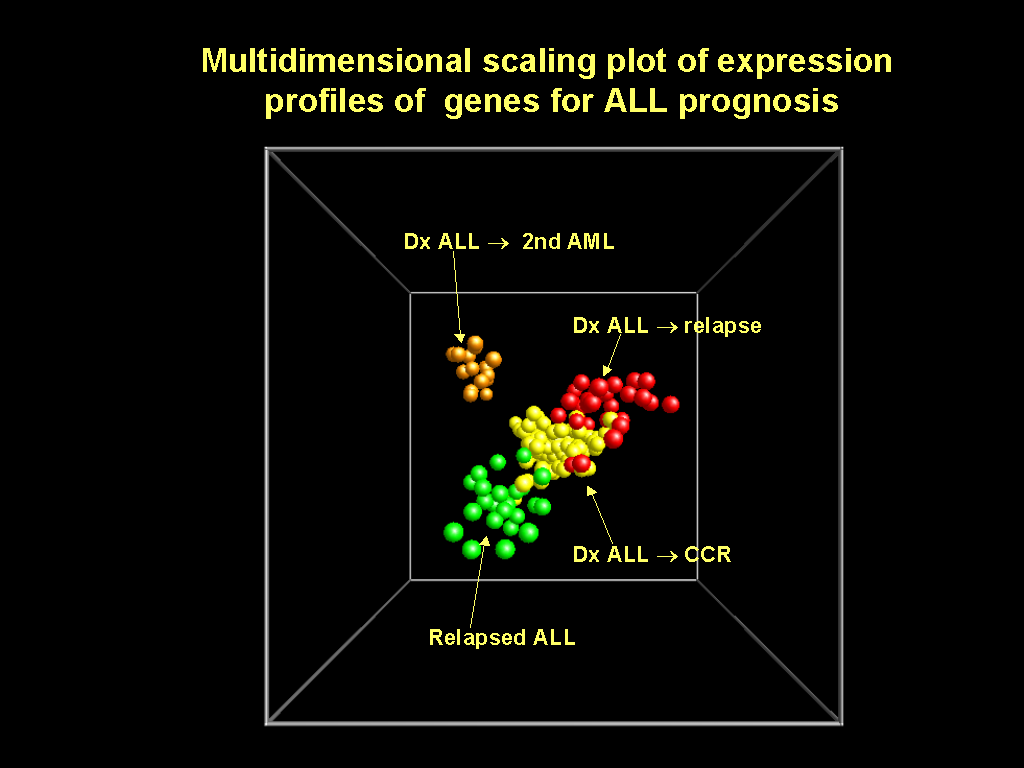 Multidimensional scaling plot of expression
profiles of  genes for ALL prognosis
Dx ALL →  2nd AML
Dx ALL → relapse
Dx ALL → CCR
Relapsed ALL